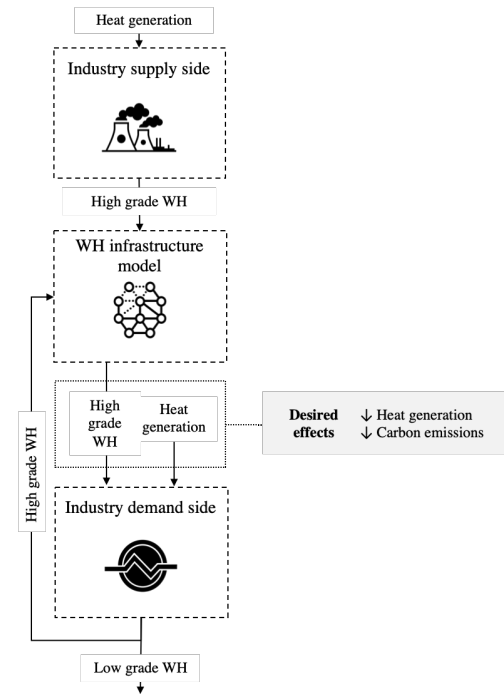 Heat generation
Industry supply side
High grade WH
WH infrastructure
model
High
grade
WH
Heat
generation
Desired
effects
↓ Heat generation
↓ Carbon emissions
High grade WH
Industry demand side
Low grade WH